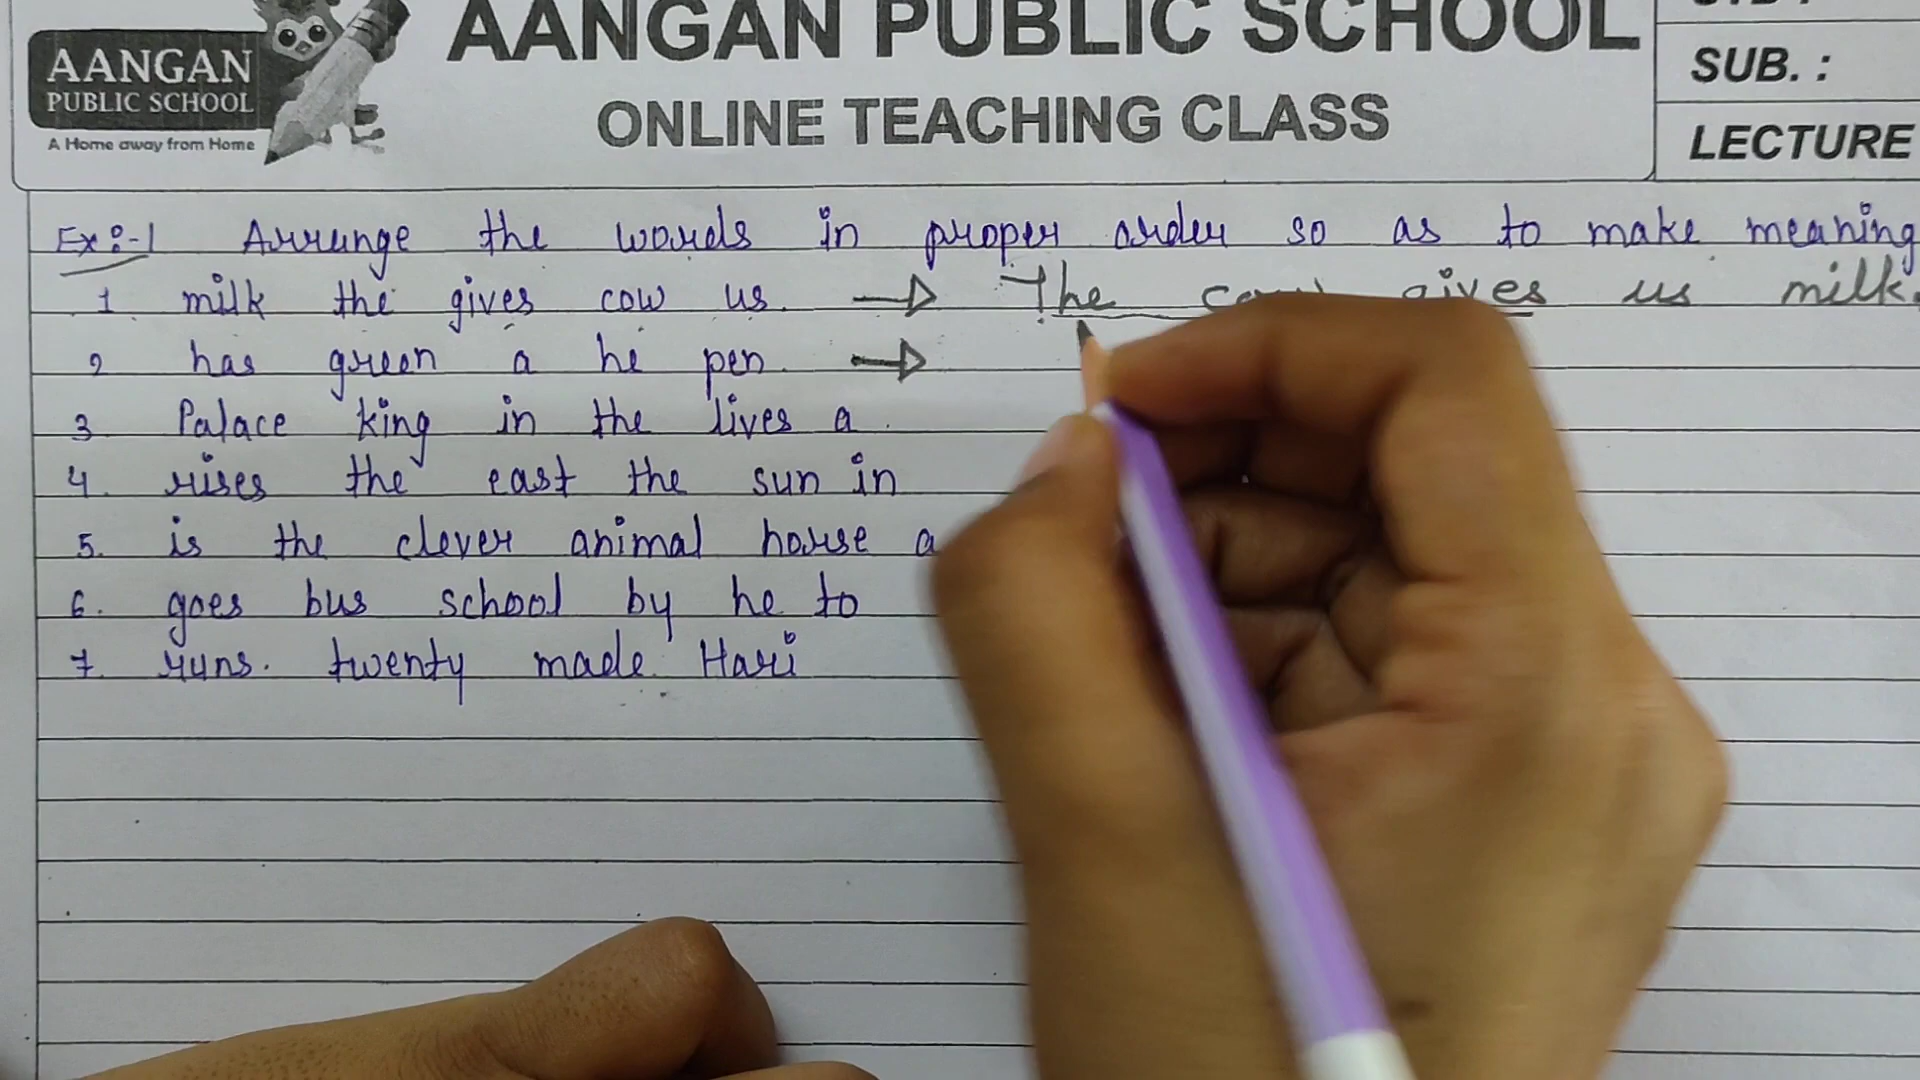 AANGAN PUBLIC SCHOOL
AANGAN
PUBLIC SCHOOL
A Home away from Home
ONLINE TEACHING CLASS
SUB. :
LECTURE
Ex:-1 Arrange the words in proper order so as to make meaning
1 milk the gives cow us. The cow gives us milk.
2 has green a he pen.
3 Palace king in the lives a.
4. rises the east the sun in
5. is the clever animal horse a
6. goes bus school by he to
7. runs. twenty made Hari